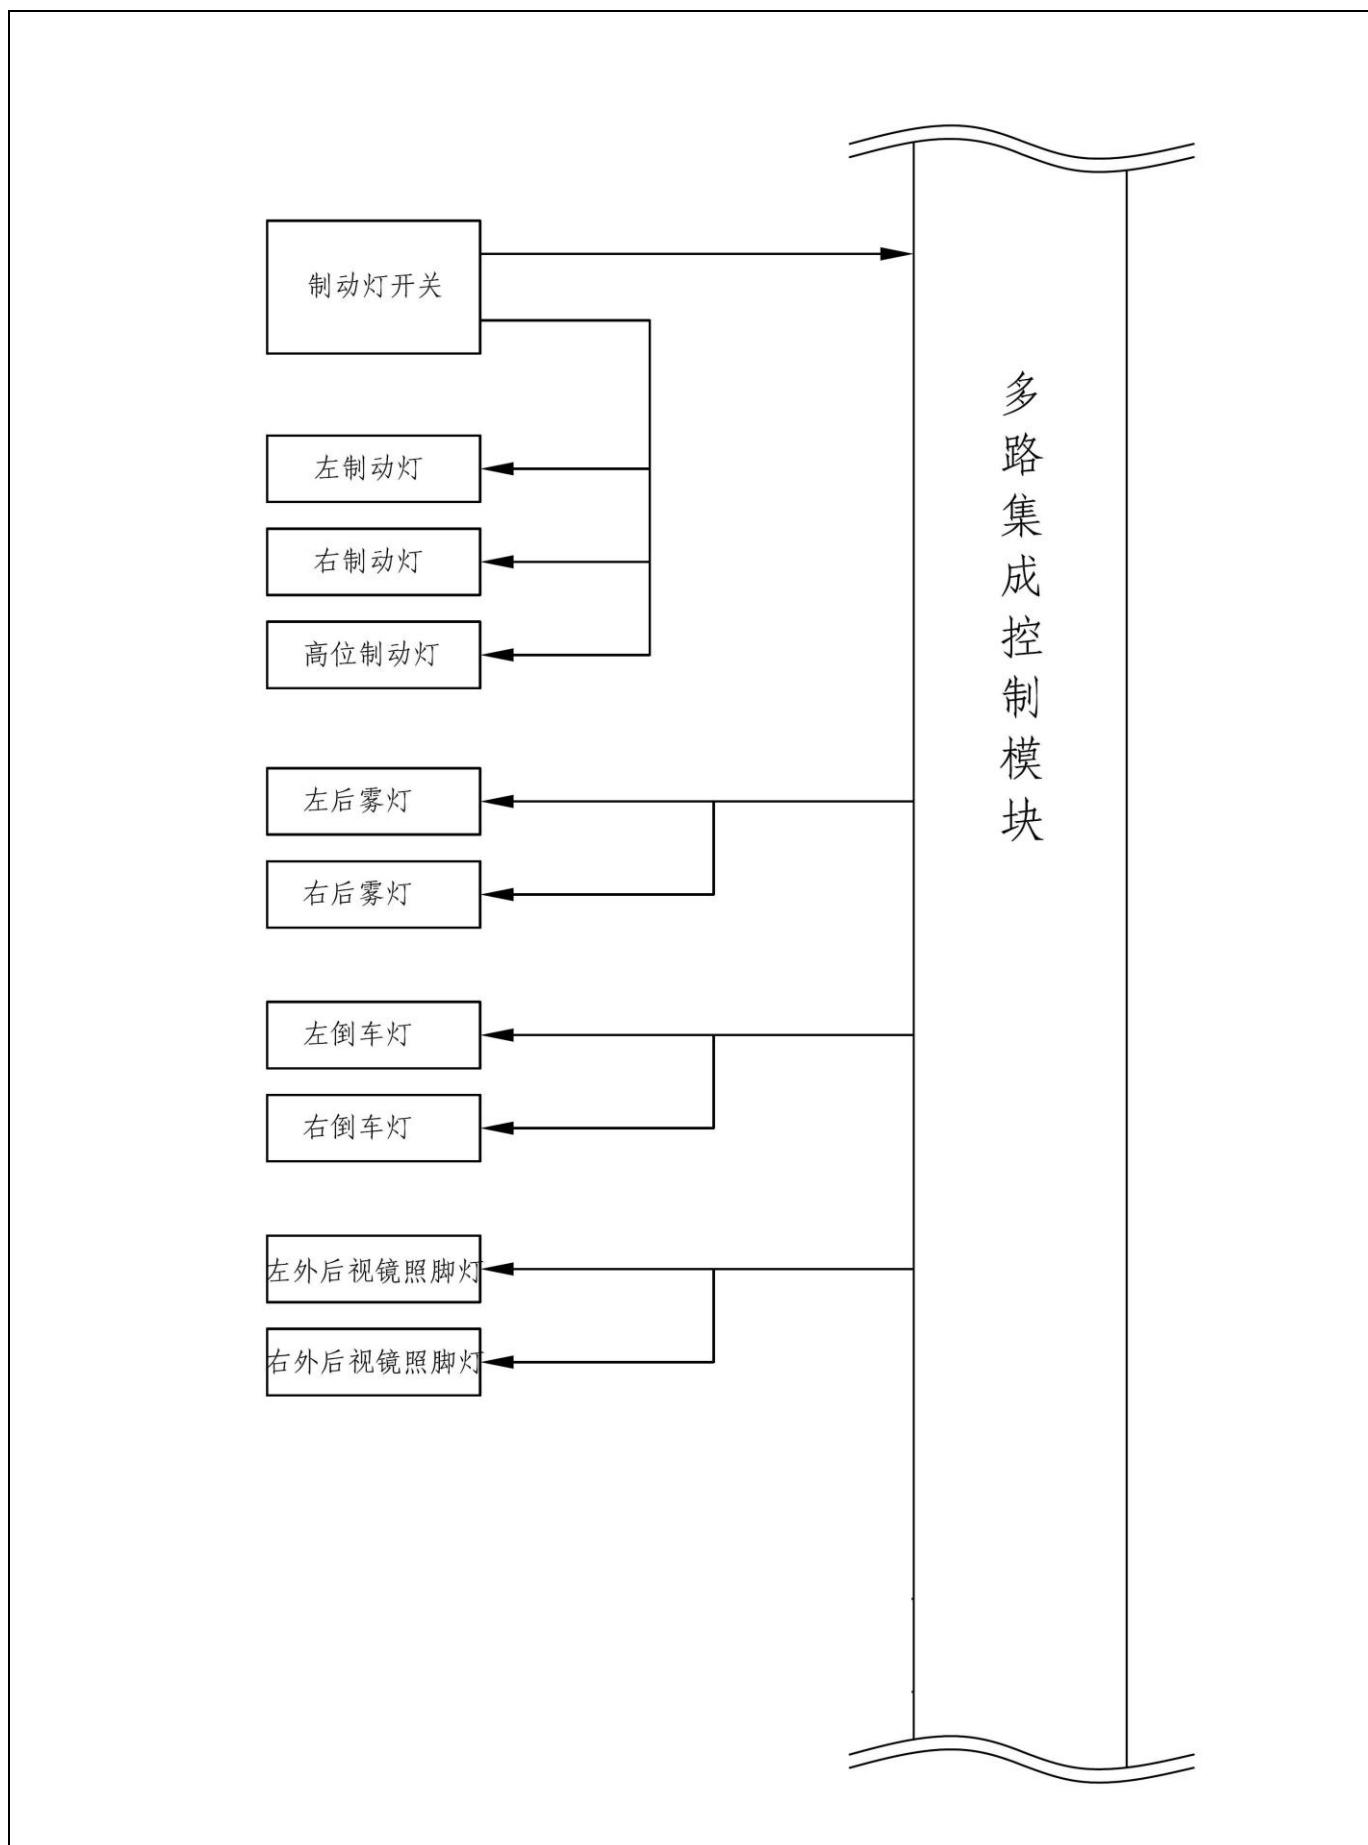 制动灯开关
左制动灯
右制动灯
高位制动灯
左后雾灯
右后雾灯
左倒车灯
右倒车灯
左外后视镜照脚灯
右外后视镜照脚灯
多路集成控制模块